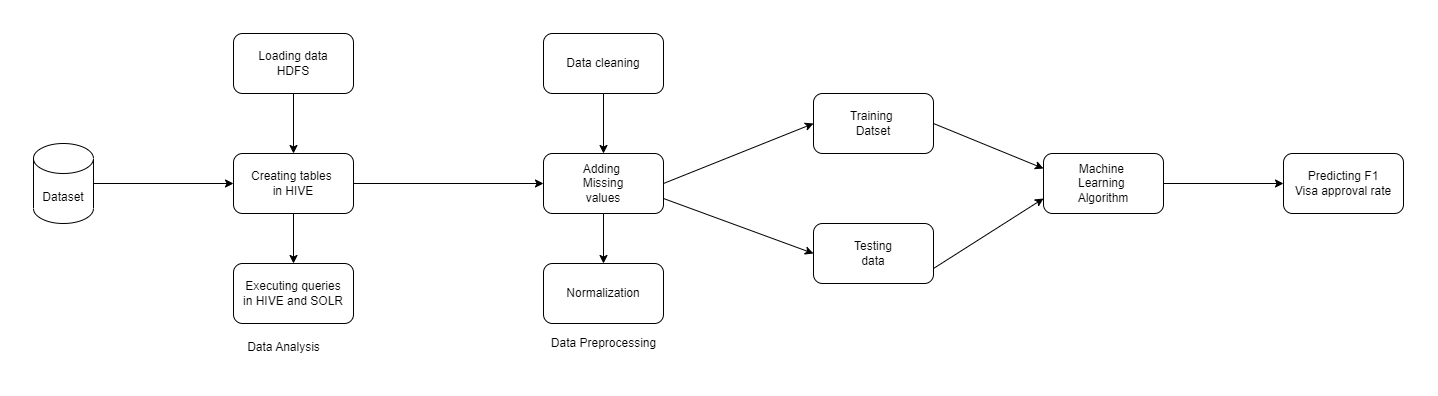 Dataset
Loading data
HDFS
Creating tables
in HIVE
Executing queries
in HIVE and SOLR
Data Analysis
Data cleaning
Adding
Missing
values
Normalization
Data Preprocessing
Training
Datset
Testing
data
Machine
Learning
Algorithm
Predicting F1
Visa approval rate